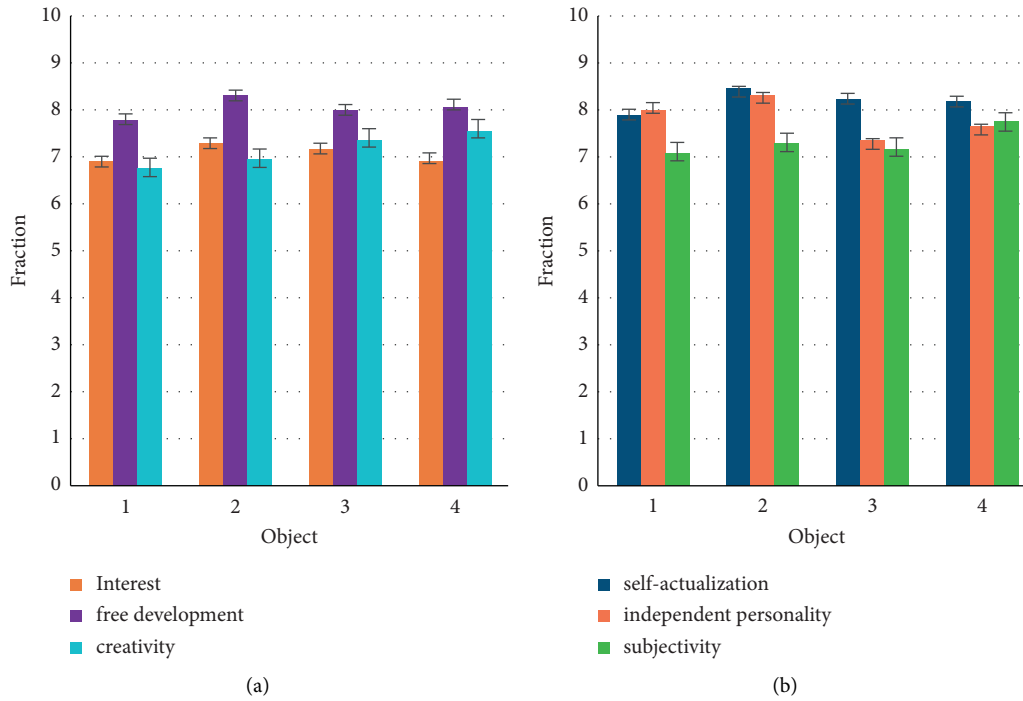 10
9
8
7
6
5
4
3
2
1
0
Fraction
1 2 3 4
Object
Interest
free development
creativity
(a)
10
9
8
7
6
5
4
3
2
1
0
Fraction
1 2 3 4
Object
self-actualization
independent personality
subjectivity
(b)